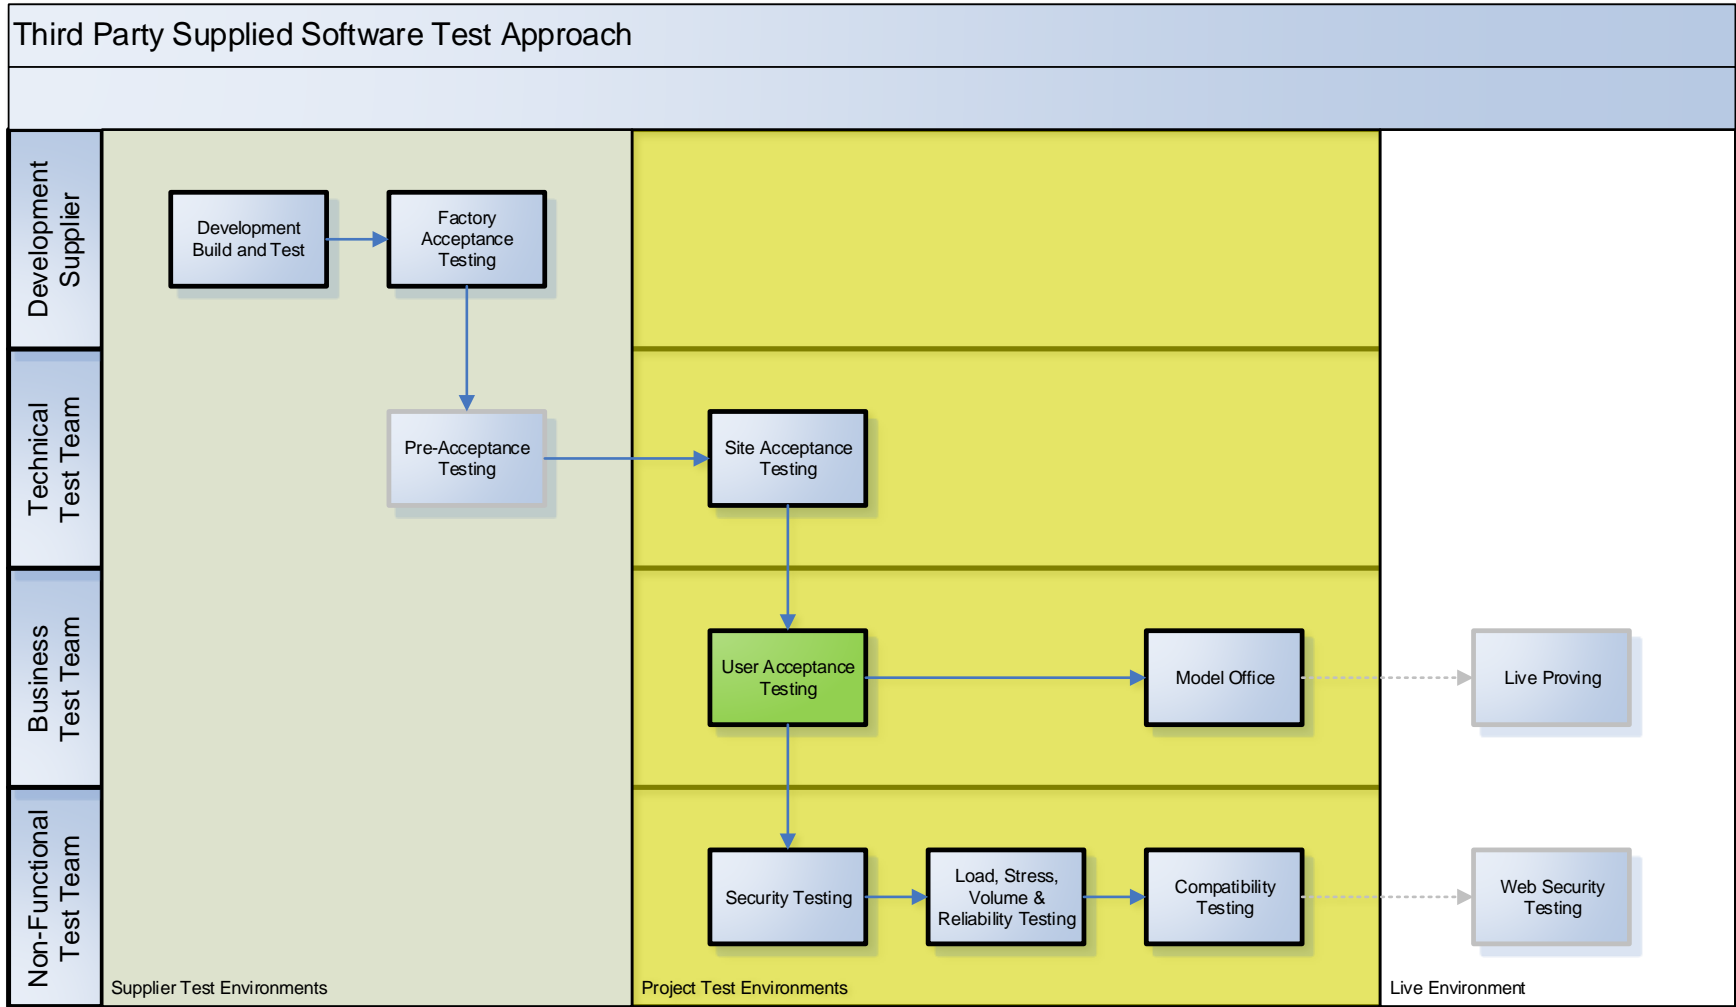 Third Party Supplied Software Test Approach
Development
Supplier
Development
Build and Test
Factory
Acceptance
Testing
Technical
Test Team
Pre-Acceptance
Testing
Site Acceptance
Testing
Business
Test Team
User Acceptance
Testing
Model Office
Live Proving
Non-Functional
Test Team
Security Testing
Load, Stress,
Volume &
Reliability Testing
Compatibility
Testing
Web Security
Testing
Supplier Test Environments
Project Test Environments
Live Environment